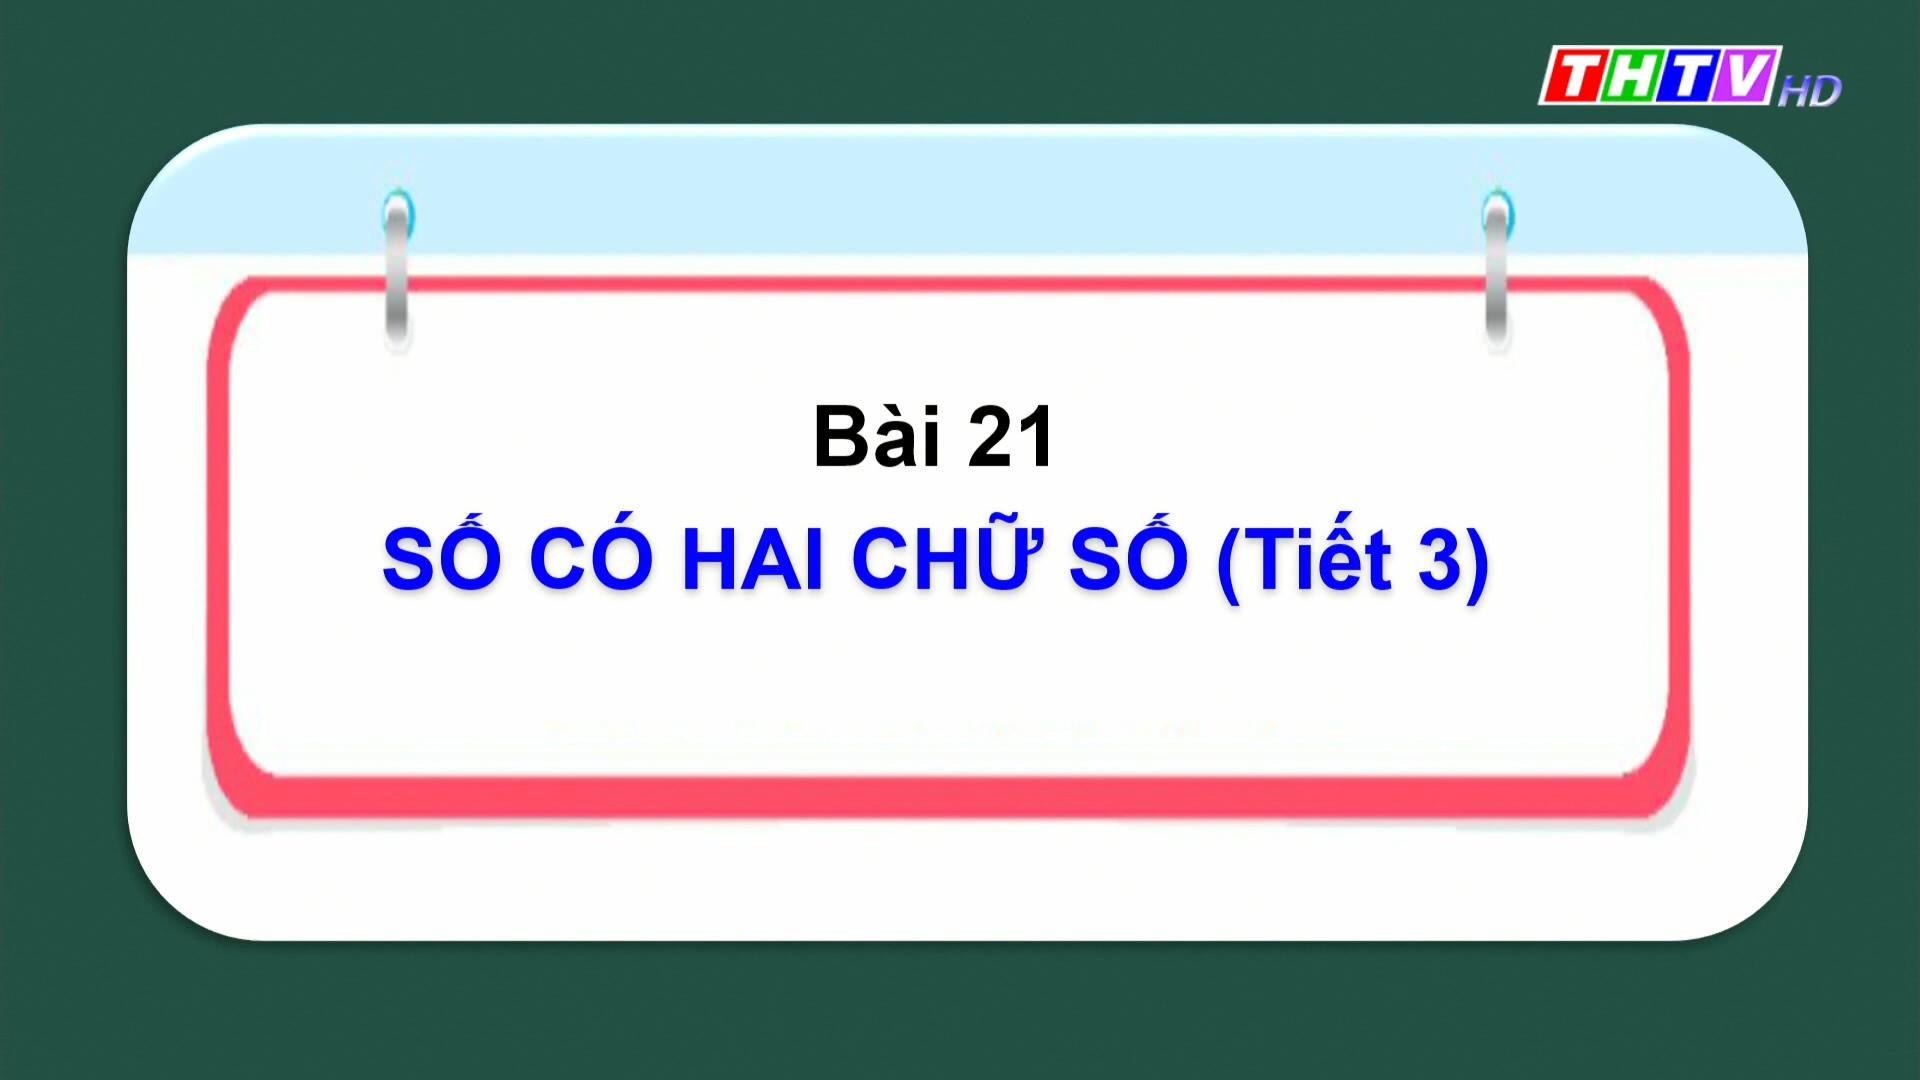 THTV HD
Bài 21
SỐ CÓ HAI CHỮ SỐ (Tiết 3)